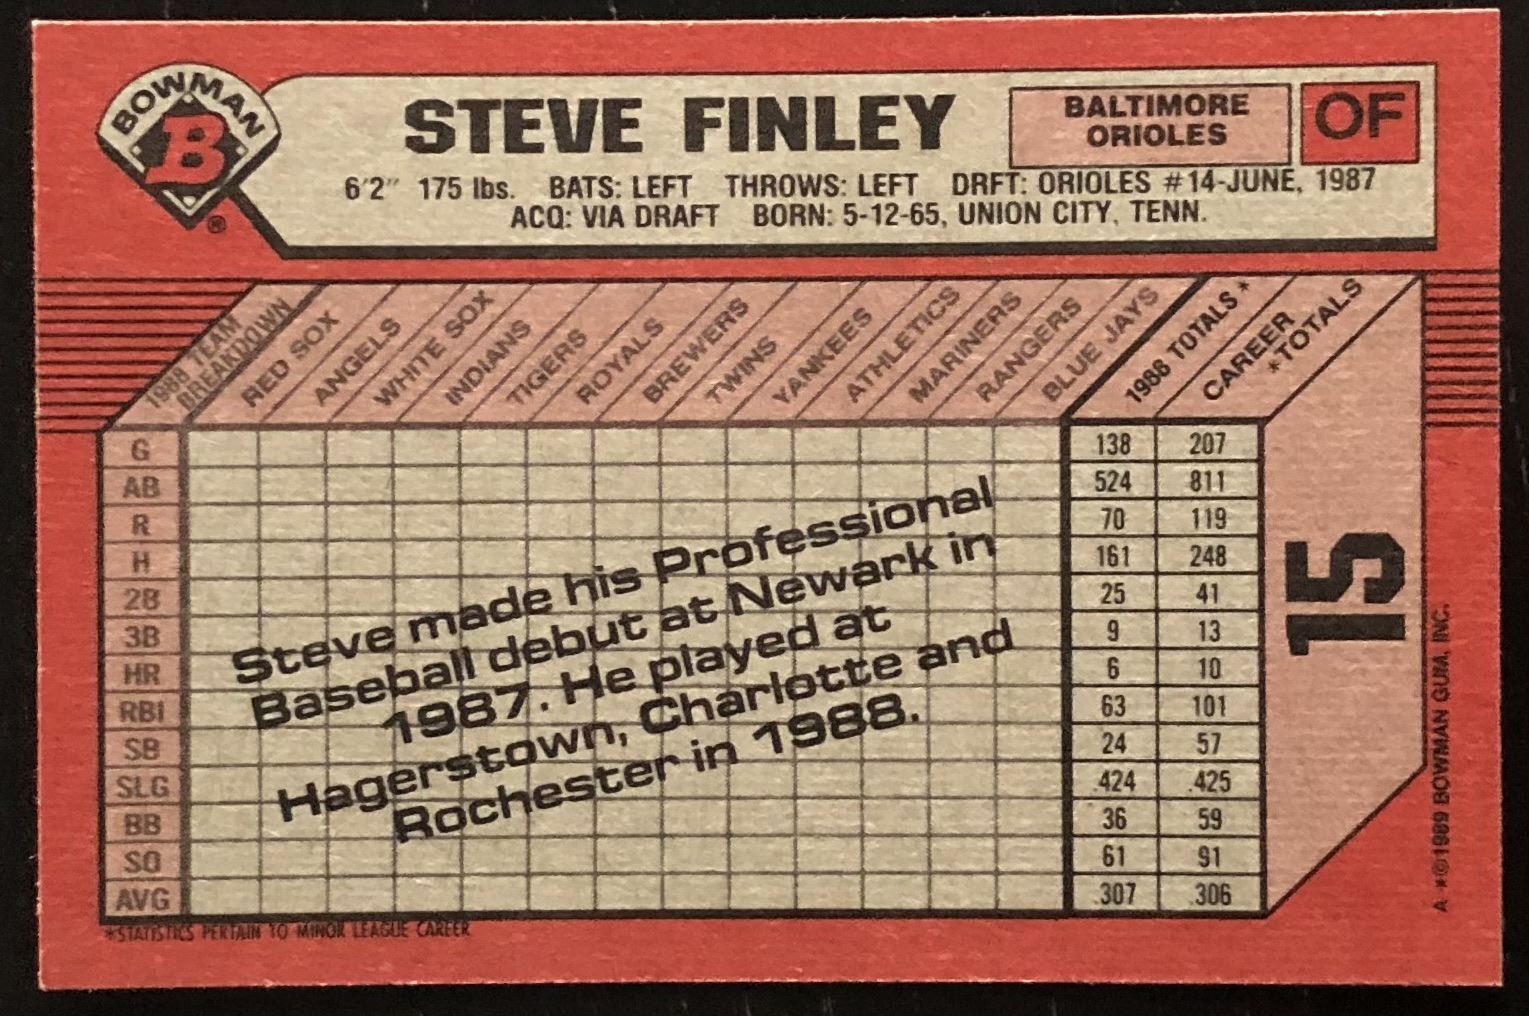 BOWMAN
B
®
STEVE FINLEY
BALTIMORE
ORIOLES
OF
6'2" 175 lbs. BATS: LEFT THROWS: LEFT DRFT: ORIOLES #14-JUNE, 1987
ACQ: VIA DRAFT BORN: 5-12-65, UNION CITY, TENN.
1988 TEAM
BREAKDOWN
RED SOX
ANGELS
WHITE SOX
INDIANS
TIGERS
ROYALS
BREWERS
TWINS
YANKEES
ATHLETICS
MARINERS
RANGERS
BLUE JAYS
1988 TOTALS*
CAREER
*TOTALS
G 138 207
AB 524 811
R 70 119
H 161 248
2B 25 41
3B 9 13
HR 6 10
RBI 63 101
SB 24 57
SLG .424 .425
BB 36 59
SO 61 91
AVG .307 .306
Steve made his Professional
Baseball debut at Newark in
1987. He played at
Hagerstown, Charlotte and
Rochester in 1988.
15
*STATISTICS PERTAIN TO MINOR LEAGUE CAREER
A *©1989 BOWMAN GUM, INC.